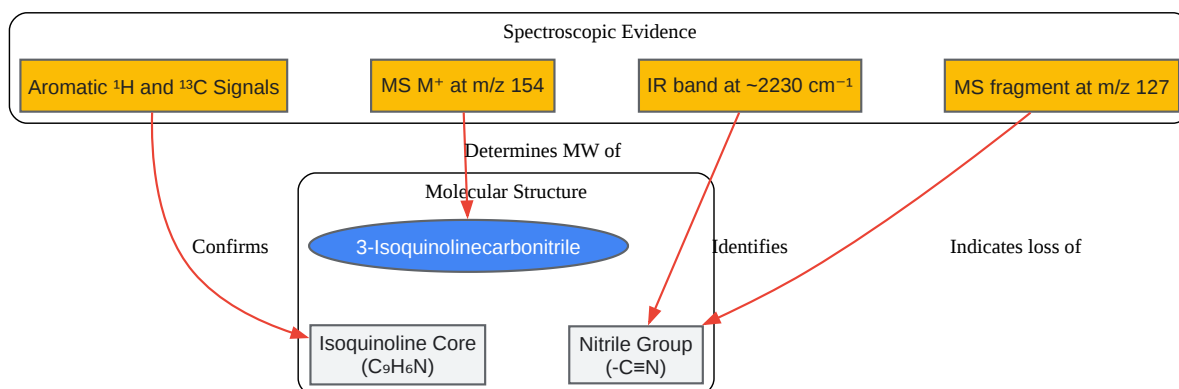 Spectroscopic Evidence
Aromatic ¹H and ¹³C Signals
MS M⁺ at m/z 154
IR band at ~2230 cm⁻¹
MS fragment at m/z 127
Determines MW of
Molecular Structure
Confirms
3-Isoquinolinecarbonitrile
Identifies
Indicates loss of
Isoquinoline Core
(C₉H₆N)
Nitrile Group
(-C≡N)